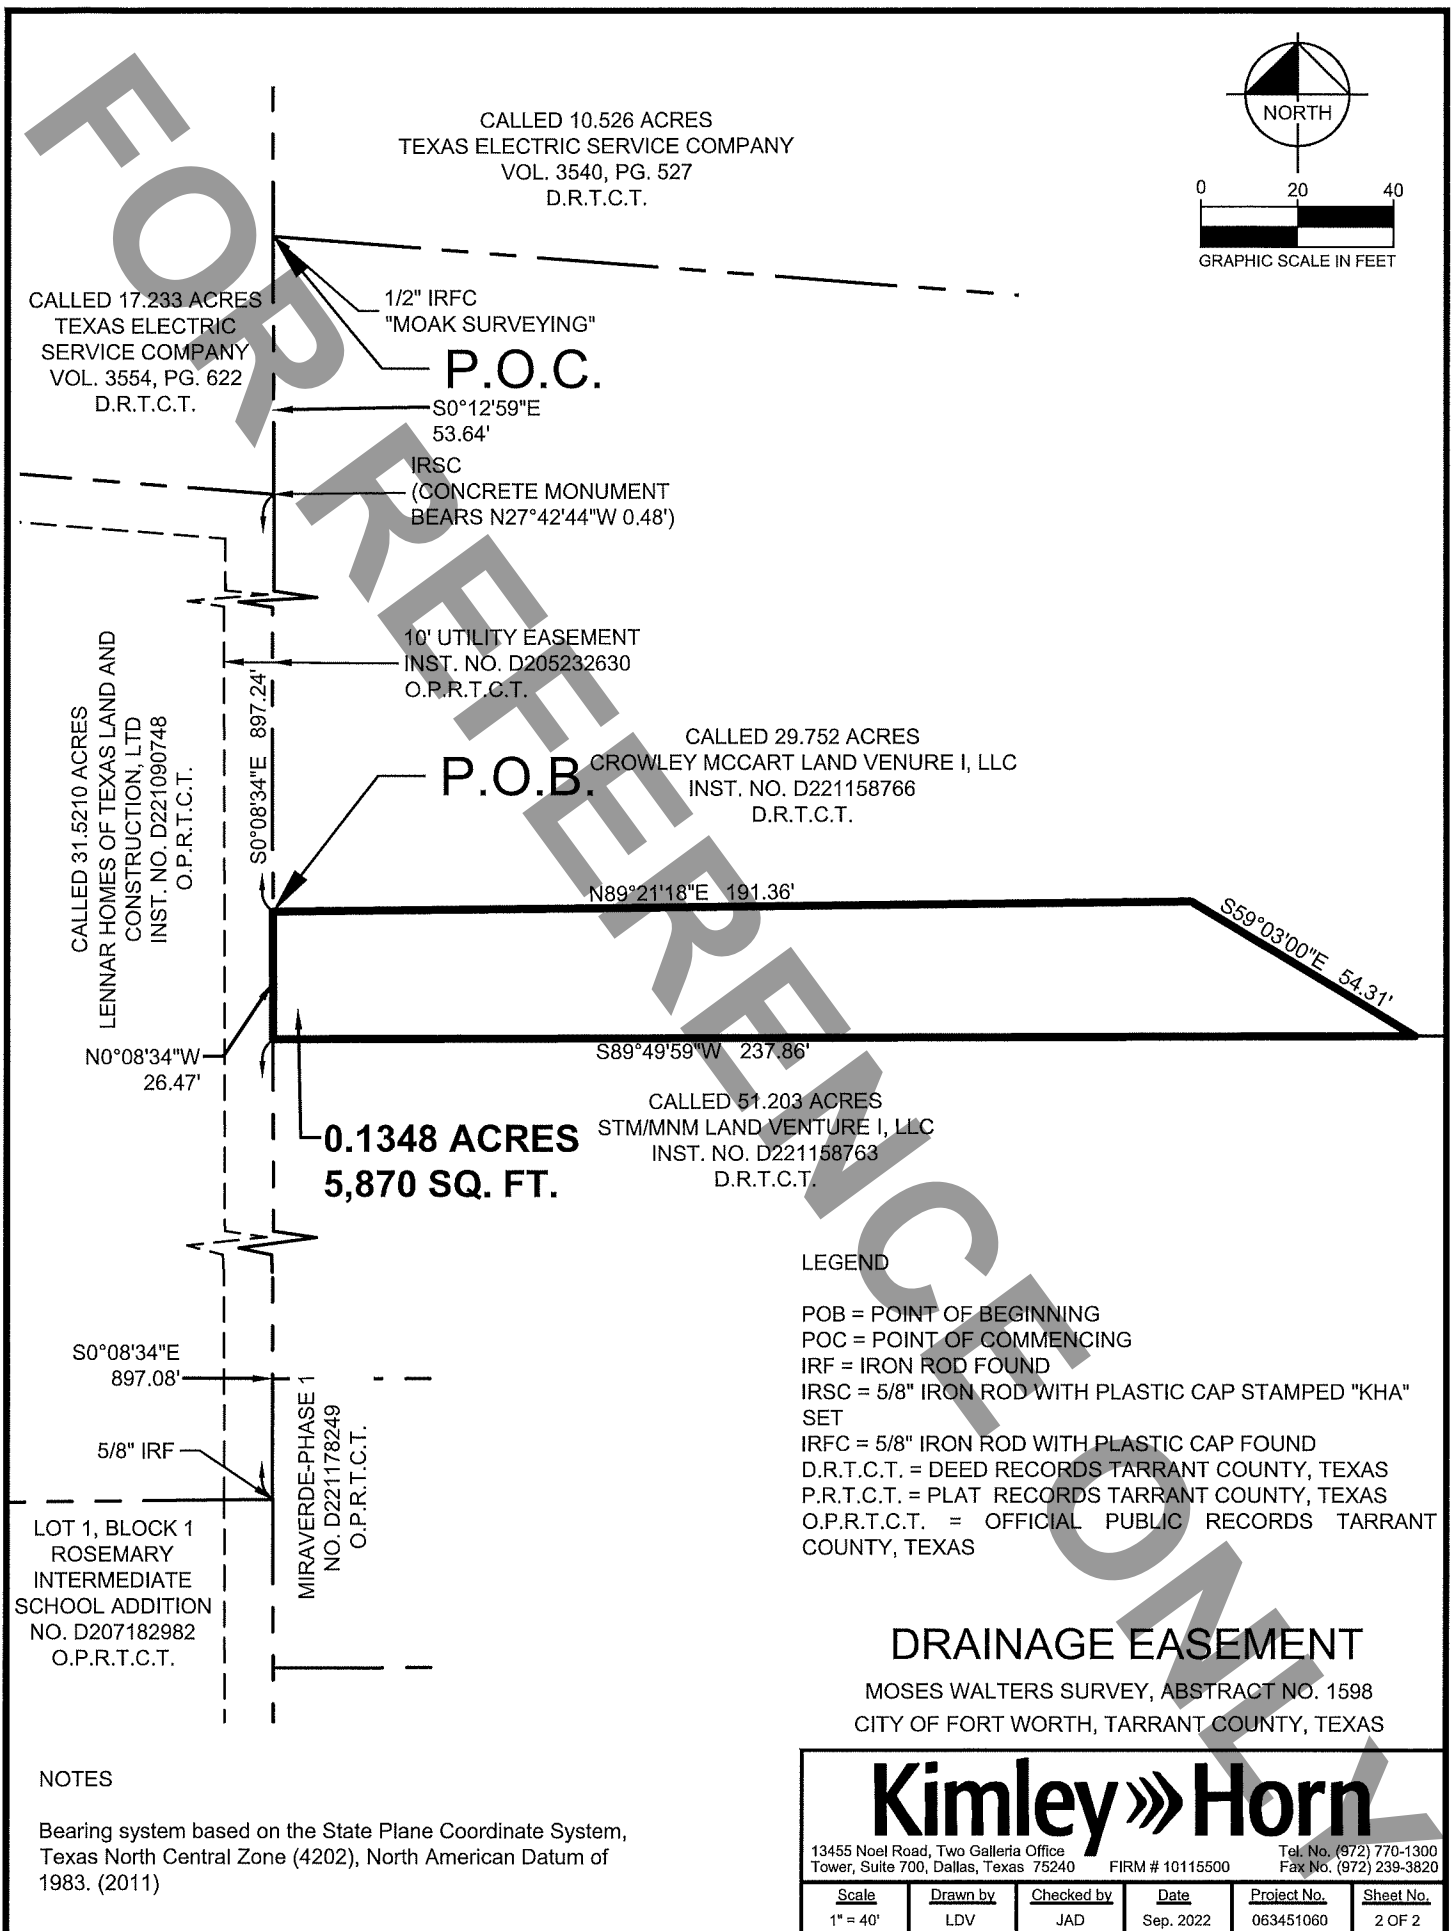 CALLED 10.526 ACRES
TEXAS ELECTRIC SERVICE COMPANY
VOL. 3540, PG. 527
D.R.T.C.T.
NORTH
0 20 40
GRAPHIC SCALE IN FEET
CALLED 17.233 ACRES
TEXAS ELECTRIC
SERVICE COMPANY
VOL. 3554, PG. 622
D.R.T.C.T.
1/2" IRFC
"MOAK SURVEYING"
P.O.C.
S0°12'59"E
53.64'
IRSC
(CONCRETE MONUMENT
BEARS N27°42'44"W 0.48')
10' UTILITY EASEMENT
INST. NO. D205232630
O.P.R.T.C.T.
S0°08'34"E 897.24'
CALLED 31.5210 ACRES
LENNAR HOMES OF TEXAS LAND AND
CONSTRUCTION, LTD
INST. NO. D221090748
O.P.R.T.C.T.
P.O.B.
CALLED 29.752 ACRES
CROWLEY MCCART LAND VENURE I, LLC
INST. NO. D221158766
D.R.T.C.T.
N89°21'18"E 191.36'
S59°03'00"E 54.31'
S89°49'59"W 237.86'
N0°08'34"W
26.47'
0.1348 ACRES
5,870 SQ. FT.
CALLED 51.203 ACRES
STM/MNM LAND VENTURE I, LLC
INST. NO. D221158763
D.R.T.C.T.
S0°08'34"E
897.08'
5/8" IRF
MIRAVERDE-PHASE 1
NO. D221178249
O.P.R.T.C.T.
LOT 1, BLOCK 1
ROSEMARY
INTERMEDIATE
SCHOOL ADDITION
NO. D207182982
O.P.R.T.C.T.
LEGEND
POB = POINT OF BEGINNING
POC = POINT OF COMMENCING
IRF = IRON ROD FOUND
IRSC = 5/8" IRON ROD WITH PLASTIC CAP STAMPED "KHA"
SET
IRFC = 5/8" IRON ROD WITH PLASTIC CAP FOUND
D.R.T.C.T. = DEED RECORDS TARRANT COUNTY, TEXAS
P.R.T.C.T. = PLAT RECORDS TARRANT COUNTY, TEXAS
O.P.R.T.C.T. = OFFICIAL PUBLIC RECORDS TARRANT
COUNTY, TEXAS
DRAINAGE EASEMENT
MOSES WALTERS SURVEY, ABSTRACT NO. 1598
CITY OF FORT WORTH, TARRANT COUNTY, TEXAS
NOTES
Bearing system based on the State Plane Coordinate System,
Texas North Central Zone (4202), North American Datum of
1983. (2011)
Kimley»Horn
13455 Noel Road, Two Galleria Office
Tower, Suite 700, Dallas, Texas 75240
FIRM # 10115500
Tel. No. (972) 770-1300
Fax No. (972) 239-3820
Scale Drawn by Checked by Date Project No. Sheet No.
1" = 40' LDV JAD Sep. 2022 063451060 2 OF 2
FOR REFERENCE ONLY